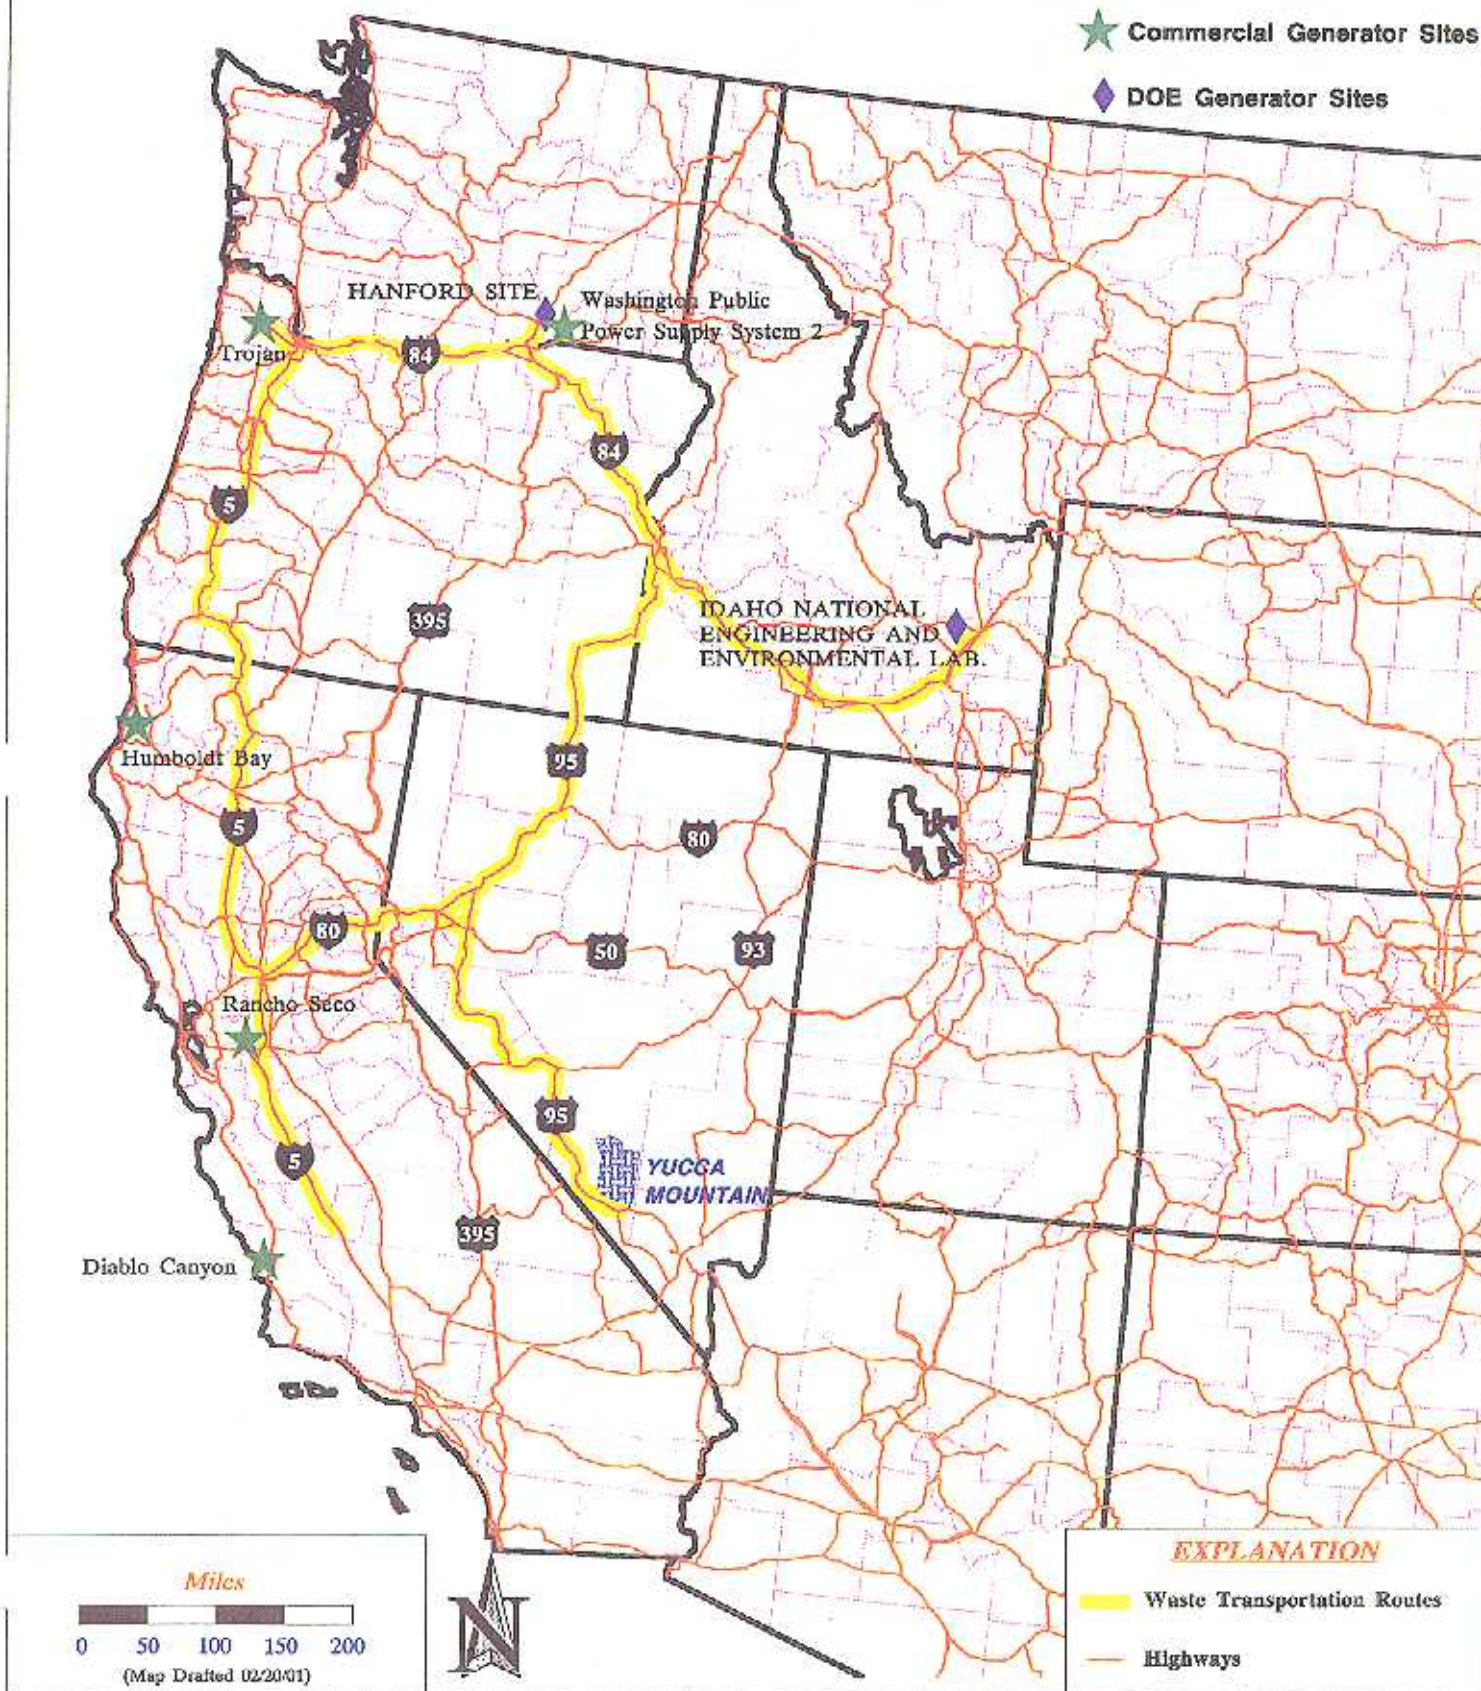 Commercial Generator Sites
DOE Generator Sites
HANFORD SITE
Washington Public
Power Supply System 2
Trojan
84
84
5
395
IDAHO NATIONAL
ENGINEERING AND
ENVIRONMENTAL LAB.
Humboldt Bay
95
5
80
80
50
93
Rancho Seco
95
5
YUCCA
MOUNTAIN
395
Diablo Canyon
Miles
0 50 100 150 200
(Map Drafted 02/20/01)
N
EXPLANATION
Waste Transportation Routes
Highways